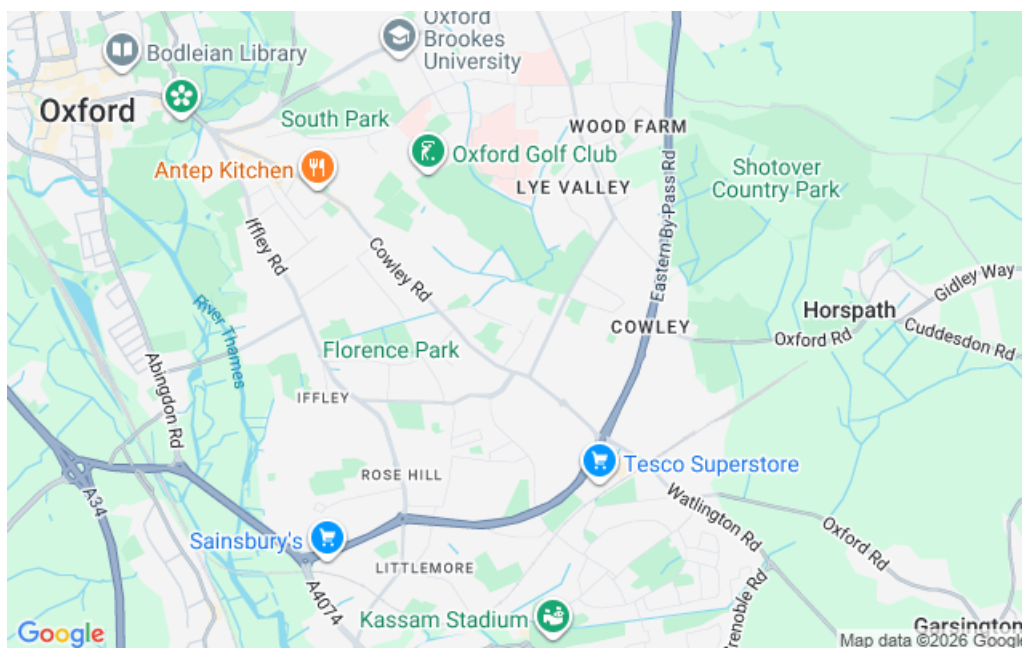 Oxford
Brookes
University
Bodleian Library
Oxford
South Park
WOOD FARM
Oxford Golf Club
Antep Kitchen
Shotover
Country Park
LYE VALLEY
Iffley Rd
Cowley Rd
Eastern By-Pass Rd
Gidley Way
Horspath
River Thames
COWLEY
Oxford Rd
Cuddesdon Rd
Abingdon Rd
Florence Park
IFFLEY
ROSE HILL
Tesco Superstore
A34
Watlington Rd
Oxford Rd
Sainsbury's
LITTLEMORE
A4074
Kassam Stadium
renoble Rd
Garsington
Google
Map data ©2026 Google